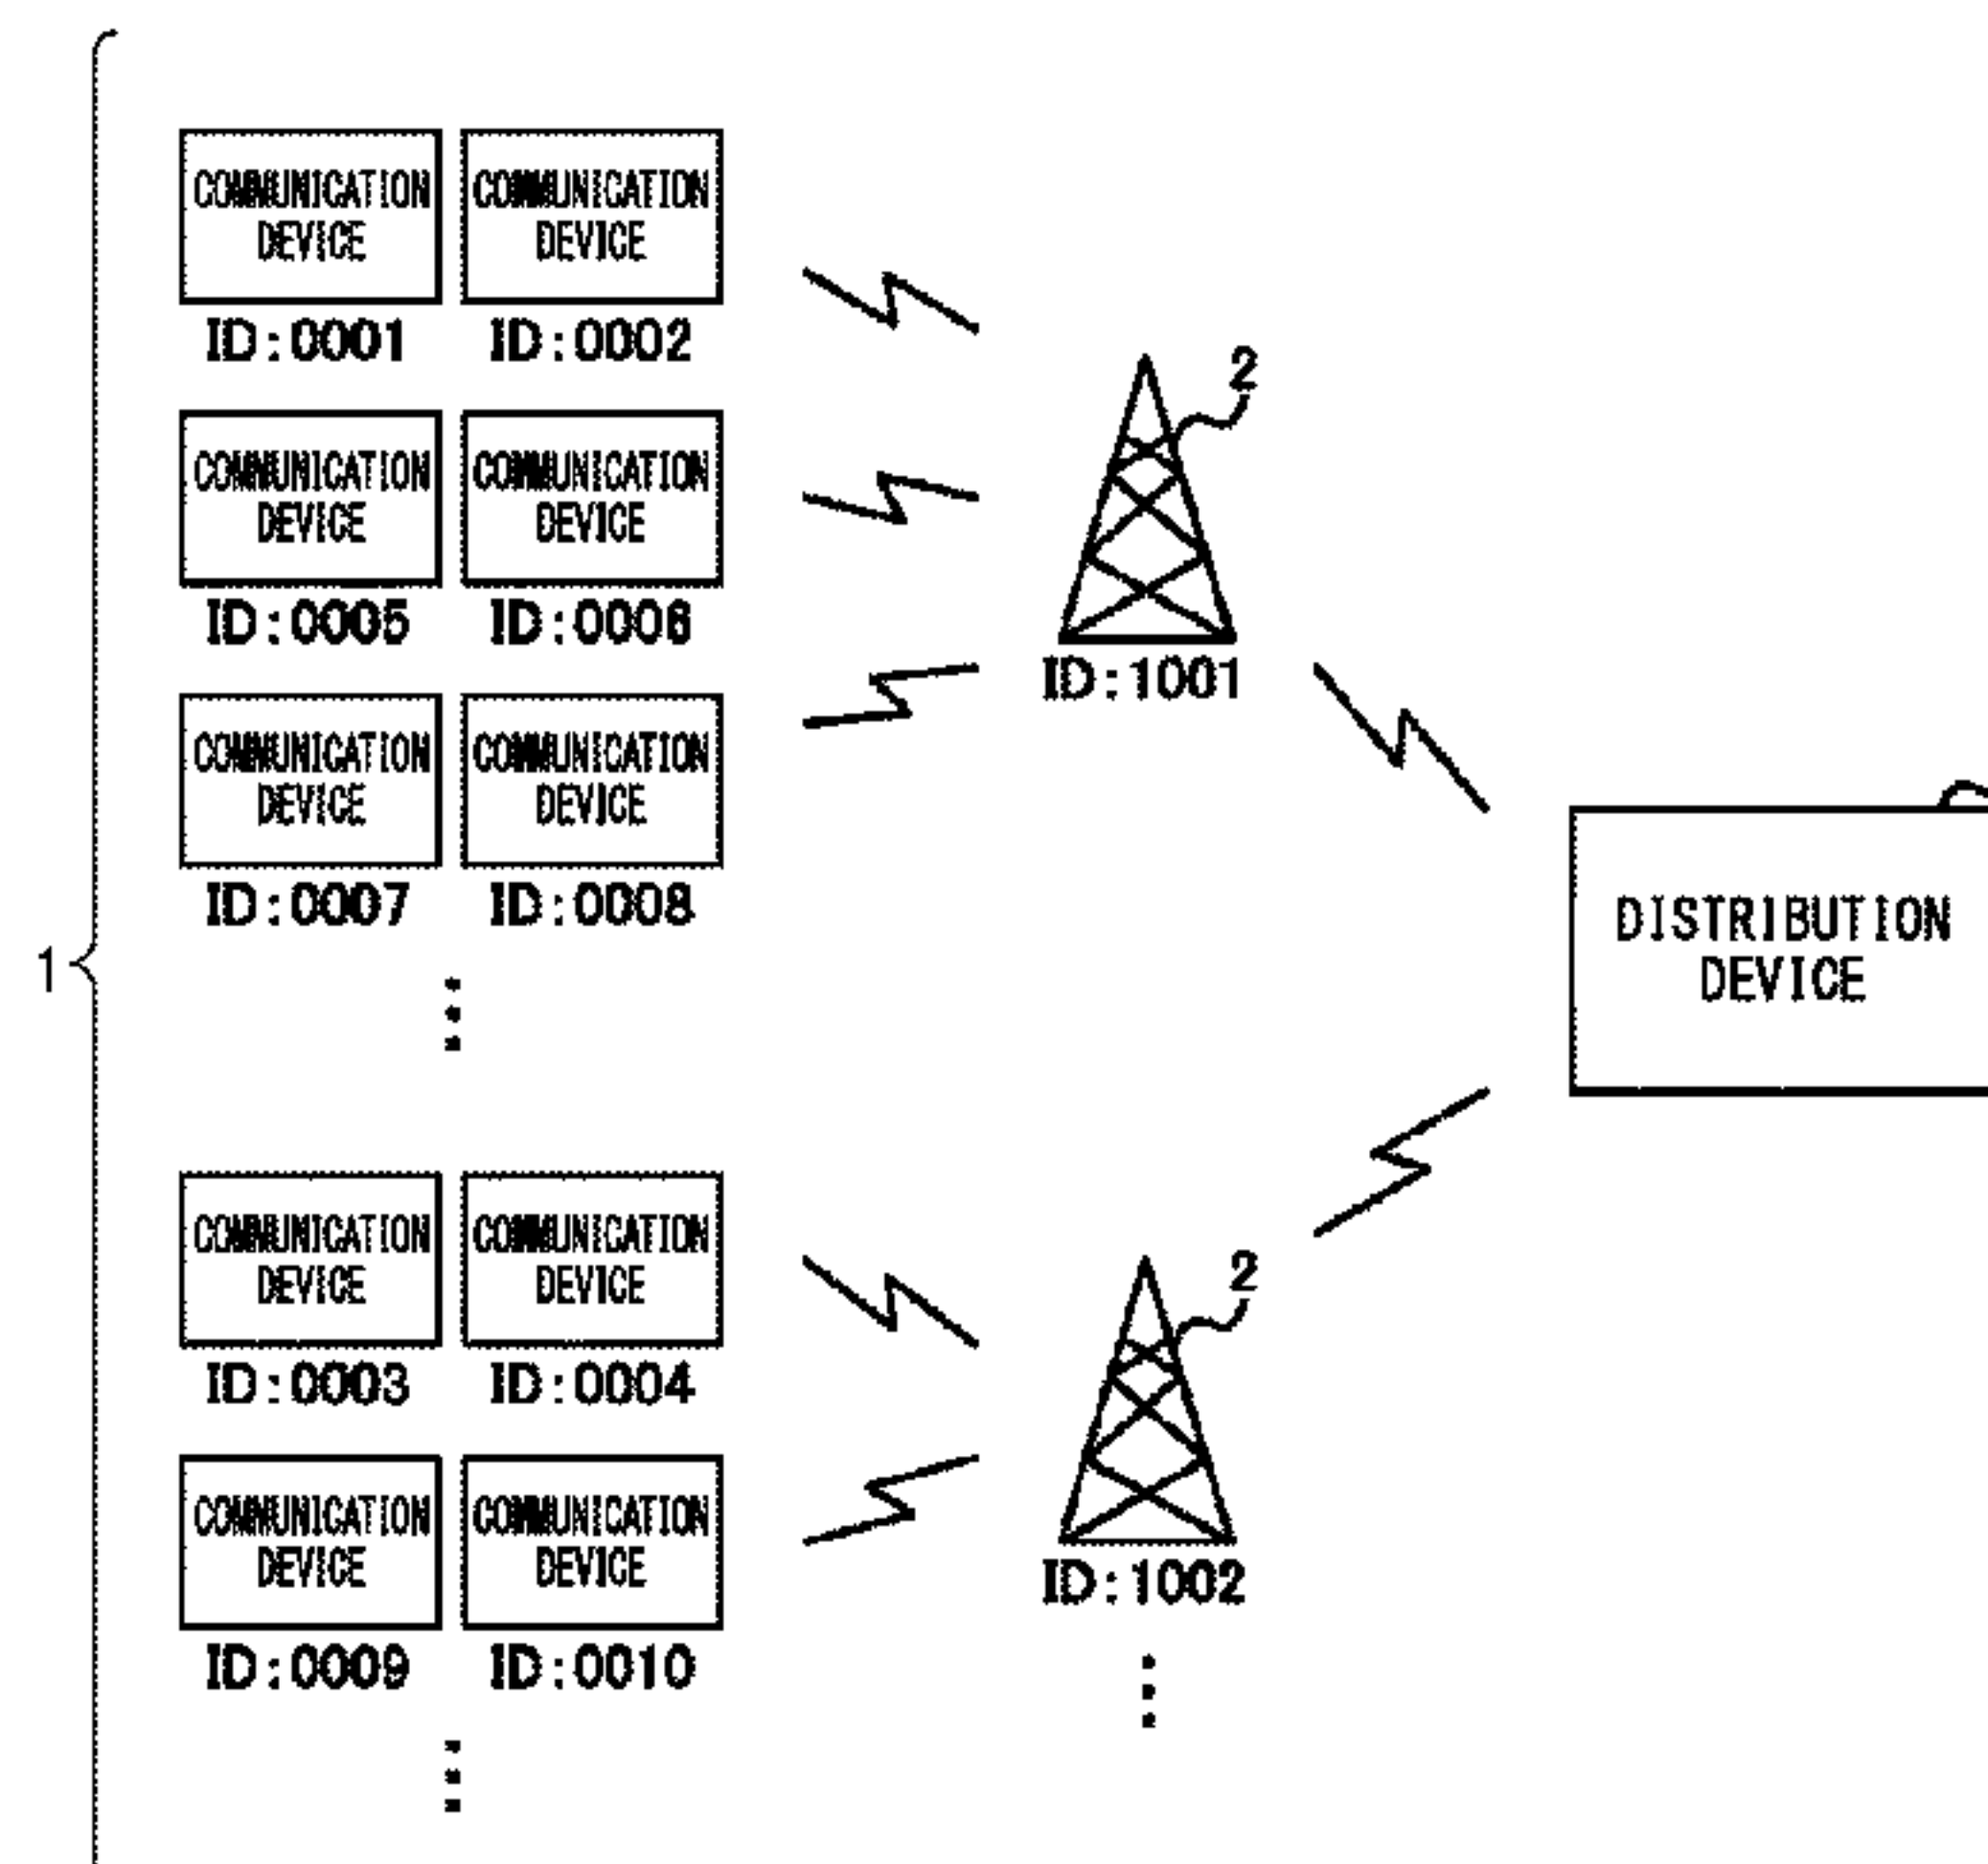 COMMUNICATION DEVICE
COMMUNICATION DEVICE
ID:0001
ID:0002
COMMUNICATION DEVICE
COMMUNICATION DEVICE
ID:0005
ID:0006
COMMUNICATION DEVICE
COMMUNICATION DEVICE
ID:0007
ID:0008
1
COMMUNICATION DEVICE
COMMUNICATION DEVICE
ID:0003
ID:0004
COMMUNICATION DEVICE
COMMUNICATION DEVICE
ID:0009
ID:0010
2
ID:1001
2
ID:1002
DISTRIBUTION
DEVICE